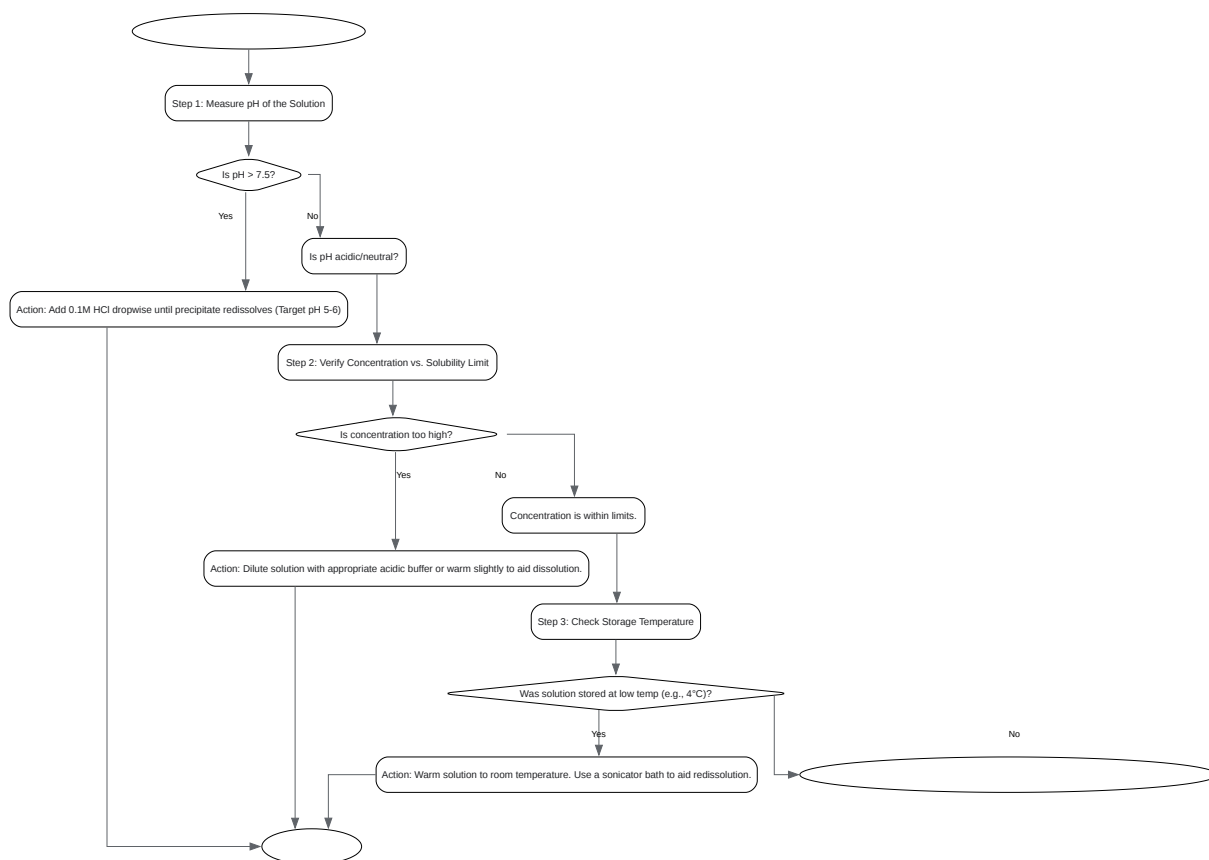 Step 1: Measure pH of the Solution
Is pH > 7.5?
Yes
No
Is pH acidic/neutral?
Action: Add 0.1M HCl dropwise until precipitate redissolves (Target pH 5-6)
Step 2: Verify Concentration vs. Solubility Limit
Is concentration too high?
Yes
No
Concentration is within limits.
Action: Dilute solution with appropriate acidic buffer or warm slightly to aid dissolution.
Step 3: Check Storage Temperature
Was solution stored at low temp (e.g., 4°C)?
Yes
No
Action: Warm solution to room temperature. Use a sonicator bath to aid redissolution.